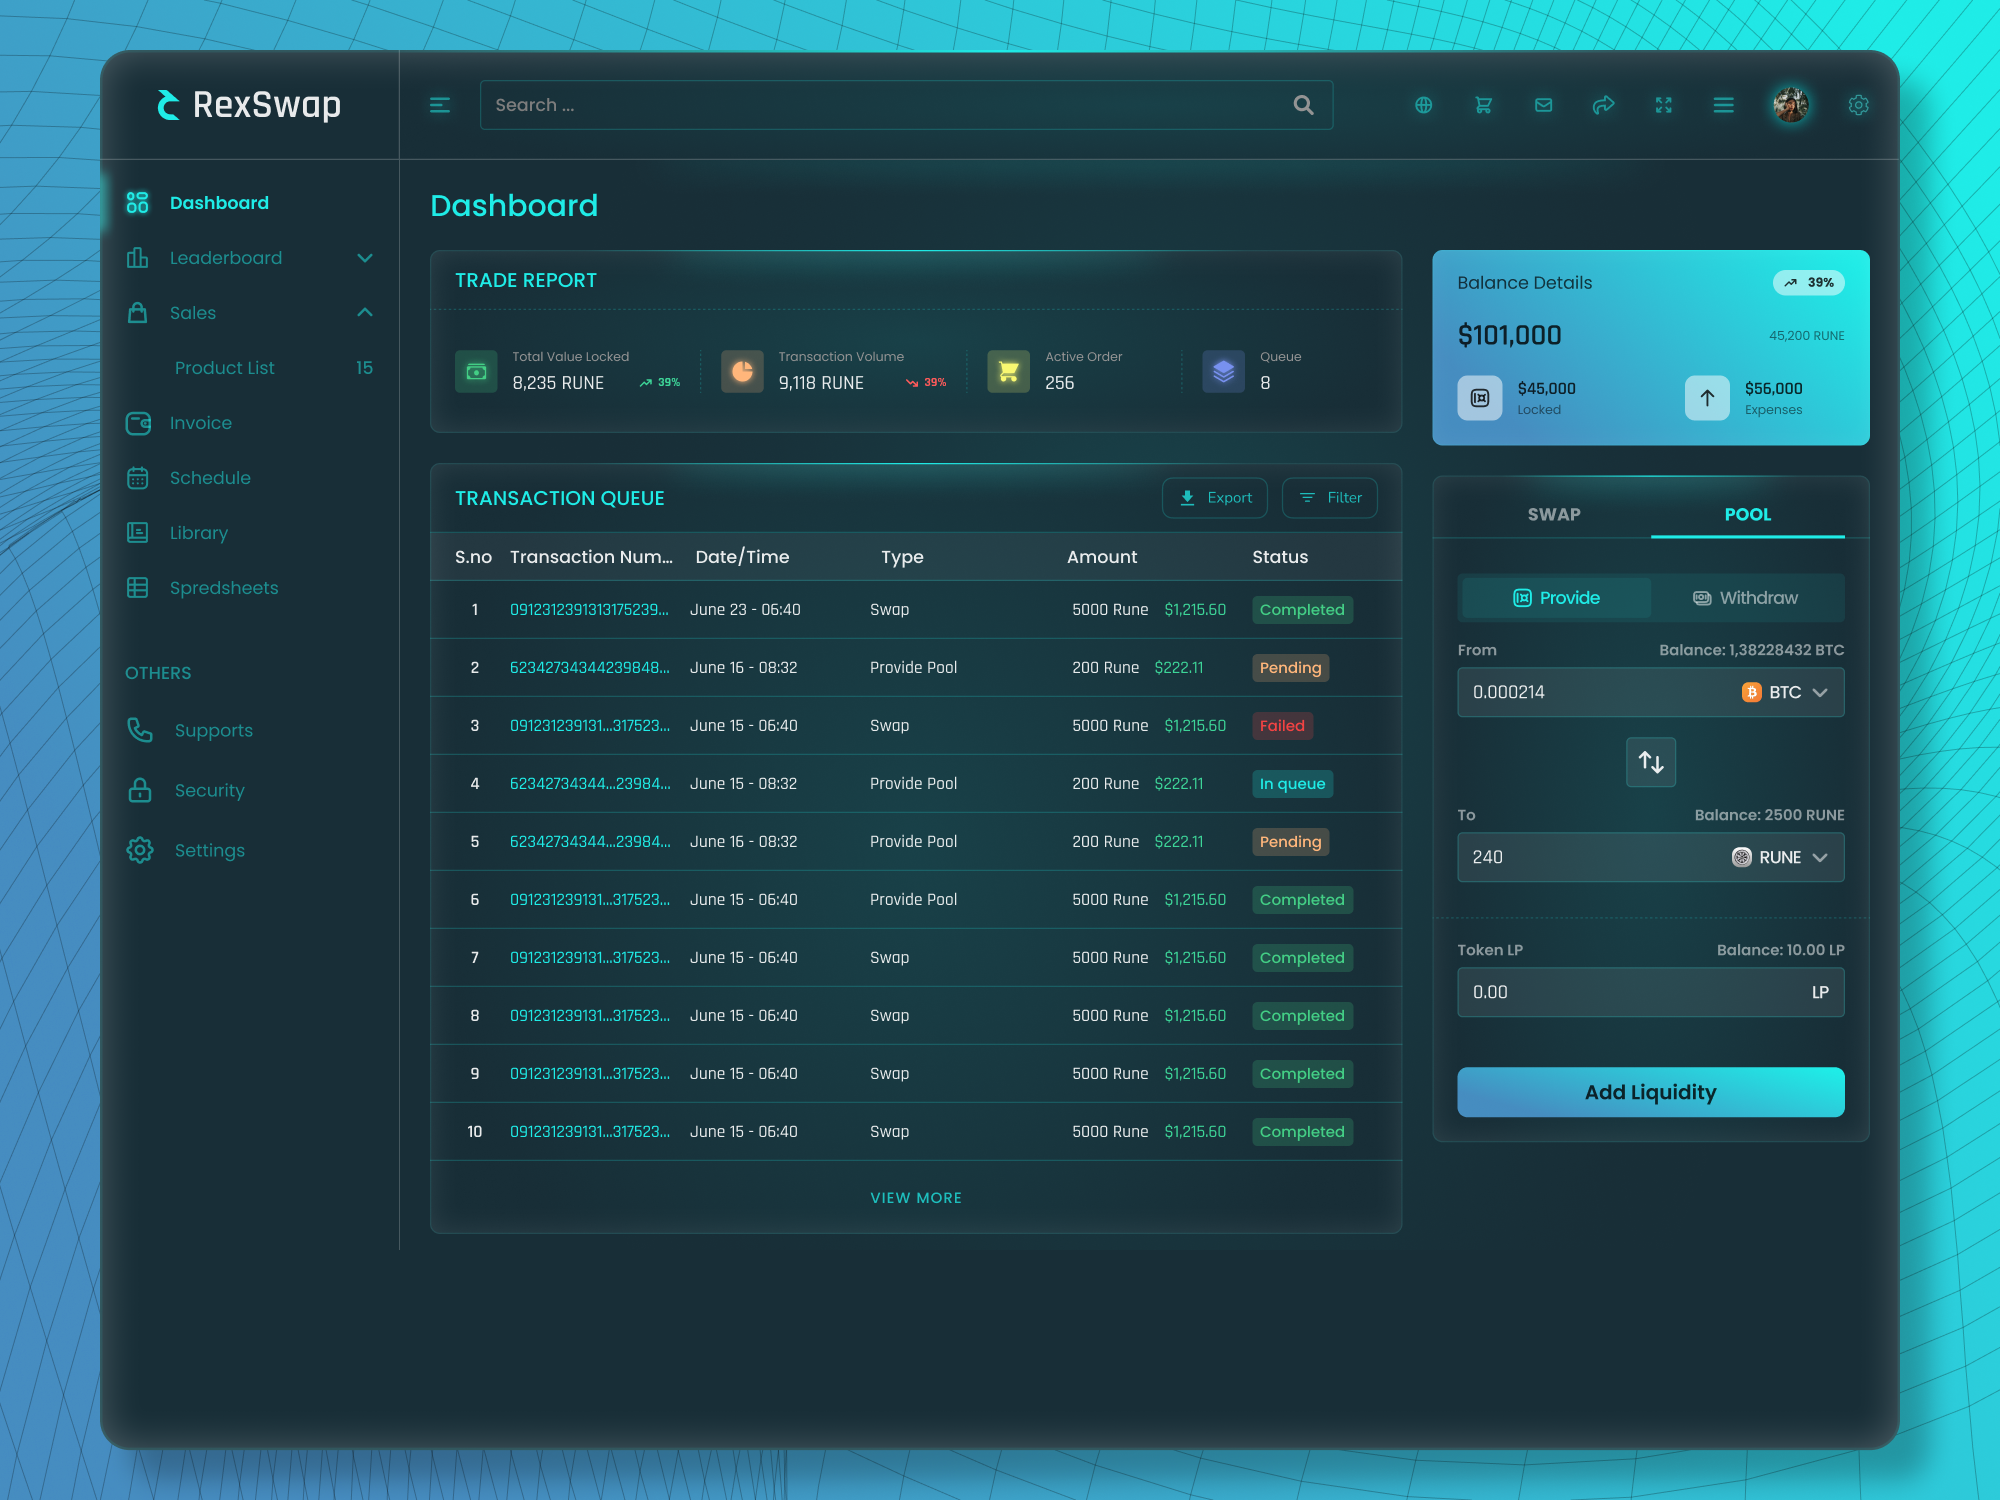 RexSwap
Search ...
Dashboard
Leaderboard
Sales
Product List 15
Invoice
Schedule
Library
Spredsheets
OTHERS
Supports
Security
Settings
Dashboard
TRADE REPORT
Total Value Locked
8,235 RUNE 39%
Transaction Volume
9,118 RUNE 39%
Active Order
256
Queue
8
TRANSACTION QUEUE Export Filter
S.no Transaction Num... Date/Time Type Amount Status
1 0912312391313175239... June 23 - 06:40 Swap 5000 Rune $1,215.60 Completed
2 62342734344239848... June 16 - 08:32 Provide Pool 200 Rune $222.11 Pending
3 091231239131...317523... June 15 - 06:40 Swap 5000 Rune $1,215.60 Failed
4 62342734344...23984... June 15 - 08:32 Provide Pool 200 Rune $222.11 In queue
5 62342734344...23984... June 16 - 08:32 Provide Pool 200 Rune $222.11 Pending
6 091231239131...317523... June 15 - 06:40 Provide Pool 5000 Rune $1,215.60 Completed
7 091231239131...317523... June 15 - 06:40 Swap 5000 Rune $1,215.60 Completed
8 091231239131...317523... June 15 - 06:40 Swap 5000 Rune $1,215.60 Completed
9 091231239131...317523... June 15 - 06:40 Swap 5000 Rune $1,215.60 Completed
10 091231239131...317523... June 15 - 06:40 Swap 5000 Rune $1,215.60 Completed
VIEW MORE
Balance Details 39%
$101,000 45,200 RUNE
$45,000
Locked
$56,000
Expenses
SWAP POOL
Provide Withdraw
From Balance: 1,38228432 BTC
0.000214 BTC
To Balance: 2500 RUNE
240 RUNE
Token LP Balance: 10.00 LP
0.00 LP
Add Liquidity